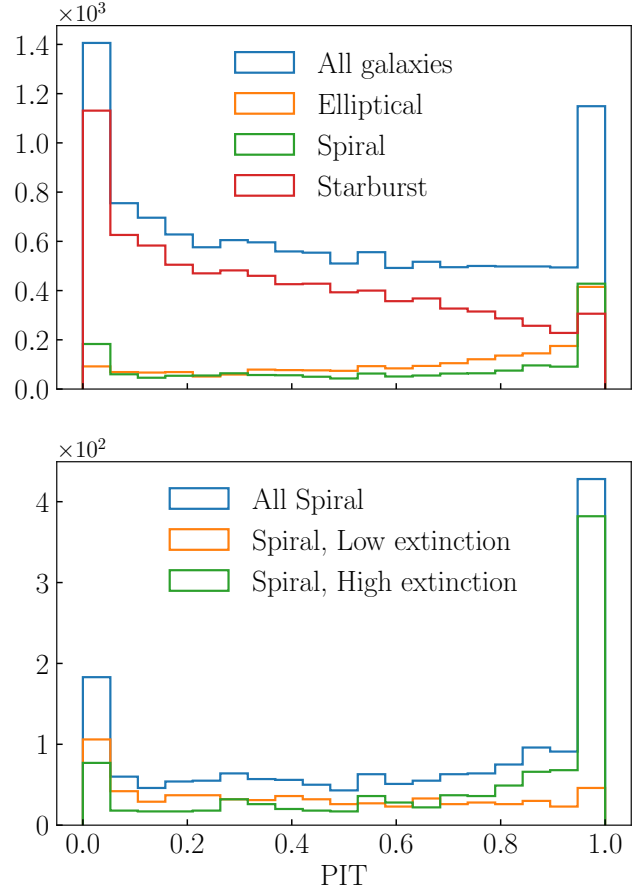 ×10³
1.4
1.2
1.0
0.8
0.6
0.4
0.2
0.0
All galaxies
Elliptical
Spiral
Starburst
×10²
4
3
2
1
0
All Spiral
Spiral, Low extinction
Spiral, High extinction
0.0 0.2 0.4 0.6 0.8 1.0
PIT